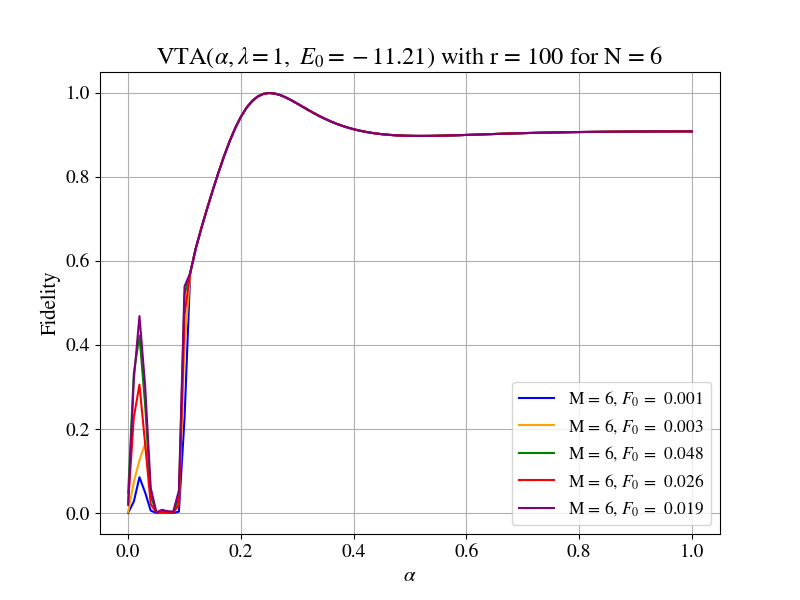 VTA(α, λ = 1, E₀ = −11.21) with r = 100 for N = 6
Fidelity
1.0
0.8
0.6
0.4
0.2
0.0
0.0 0.2 0.4 0.6 0.8 1.0
α
M = 6, F₀ = 0.001
M = 6, F₀ = 0.003
M = 6, F₀ = 0.048
M = 6, F₀ = 0.026
M = 6, F₀ = 0.019